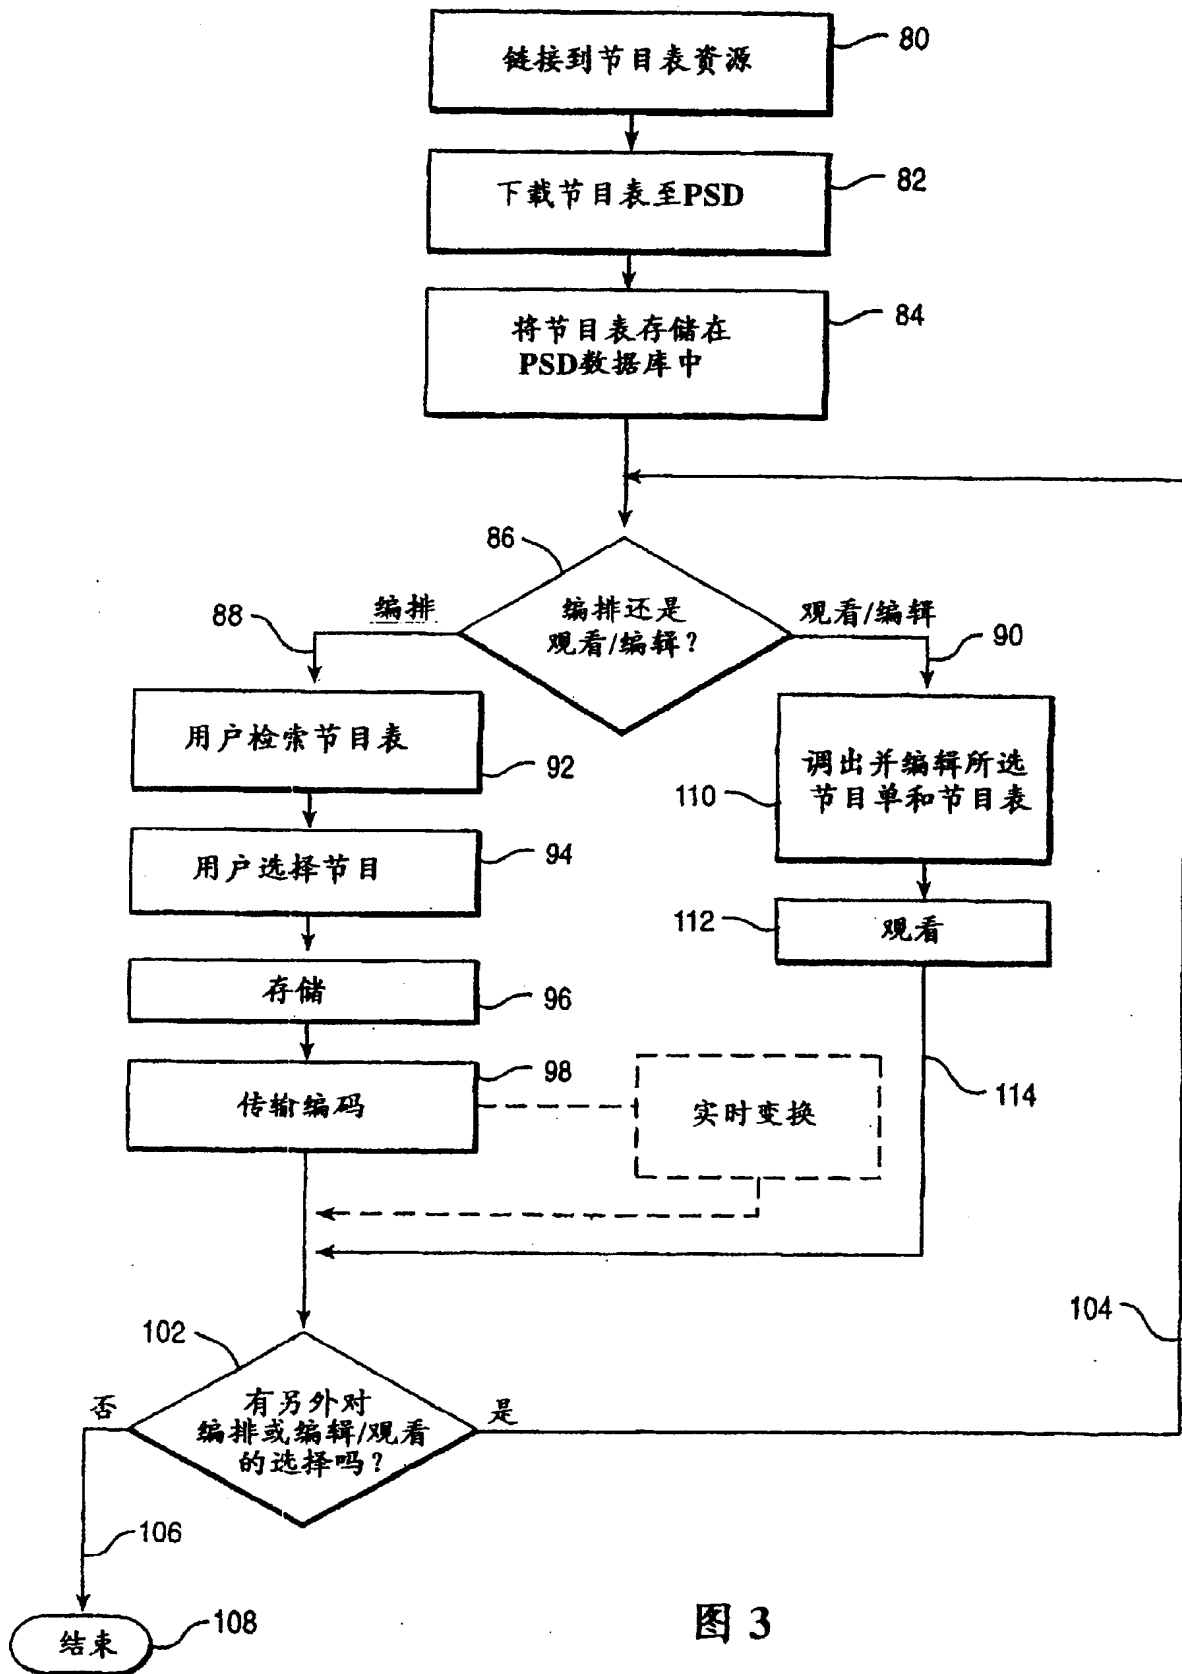 链接到节目表资源
80
下载节目表至PSD
82
将节目表存储在
PSD数据库中
84
86
编排还是
观看/编辑？
编排
88
观看/编辑
90
用户检索节目表
92
调出并编辑所选
节目单和节目表
110
用户选择节目
94
观看
112
存储
96
传输编码
98
实时变换
114
102
有另外对
编排或编辑/观看
的选择吗？
否
是
104
106
结束
108
图 3